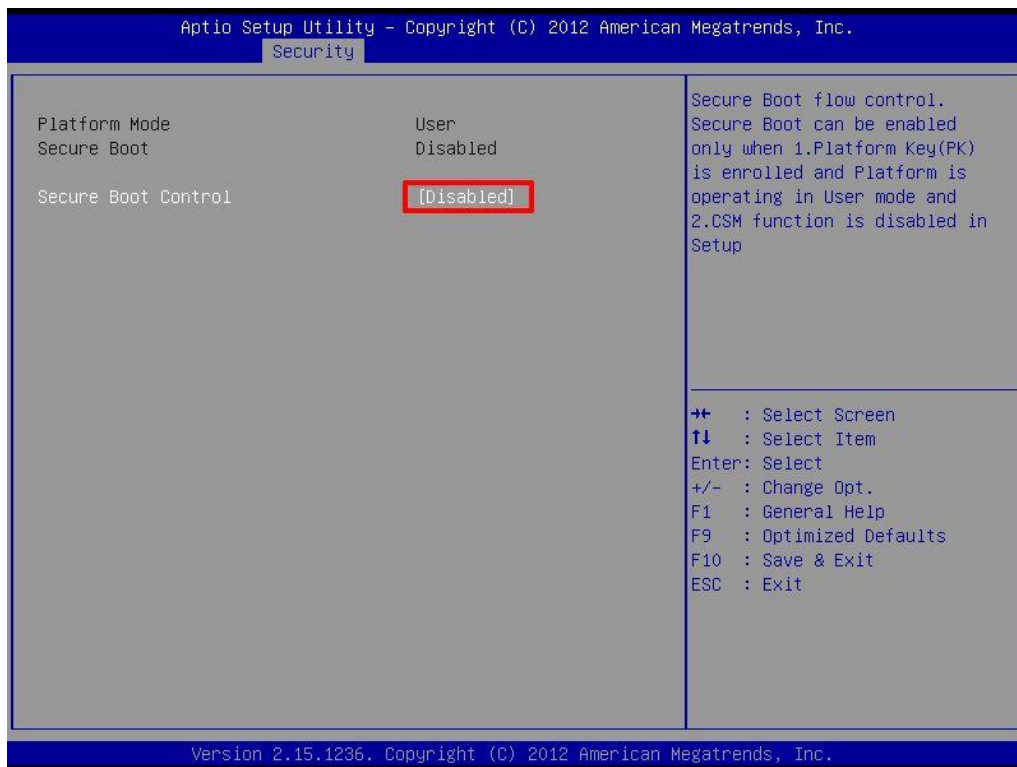 Aptio Setup Utility – Copyright (C) 2012 American Megatrends, Inc.
Security
Platform Mode User
Secure Boot Disabled
Secure Boot Control [Disabled]
Secure Boot flow control.
Secure Boot can be enabled
only when 1.Platform Key(PK)
is enrolled and Platform is
operating in User mode and
2.CSM function is disabled in
Setup
→← : Select Screen
↑↓ : Select Item
Enter: Select
+/- : Change Opt.
F1 : General Help
F9 : Optimized Defaults
F10 : Save & Exit
ESC : Exit
Version 2.15.1236. Copyright (C) 2012 American Megatrends, Inc.